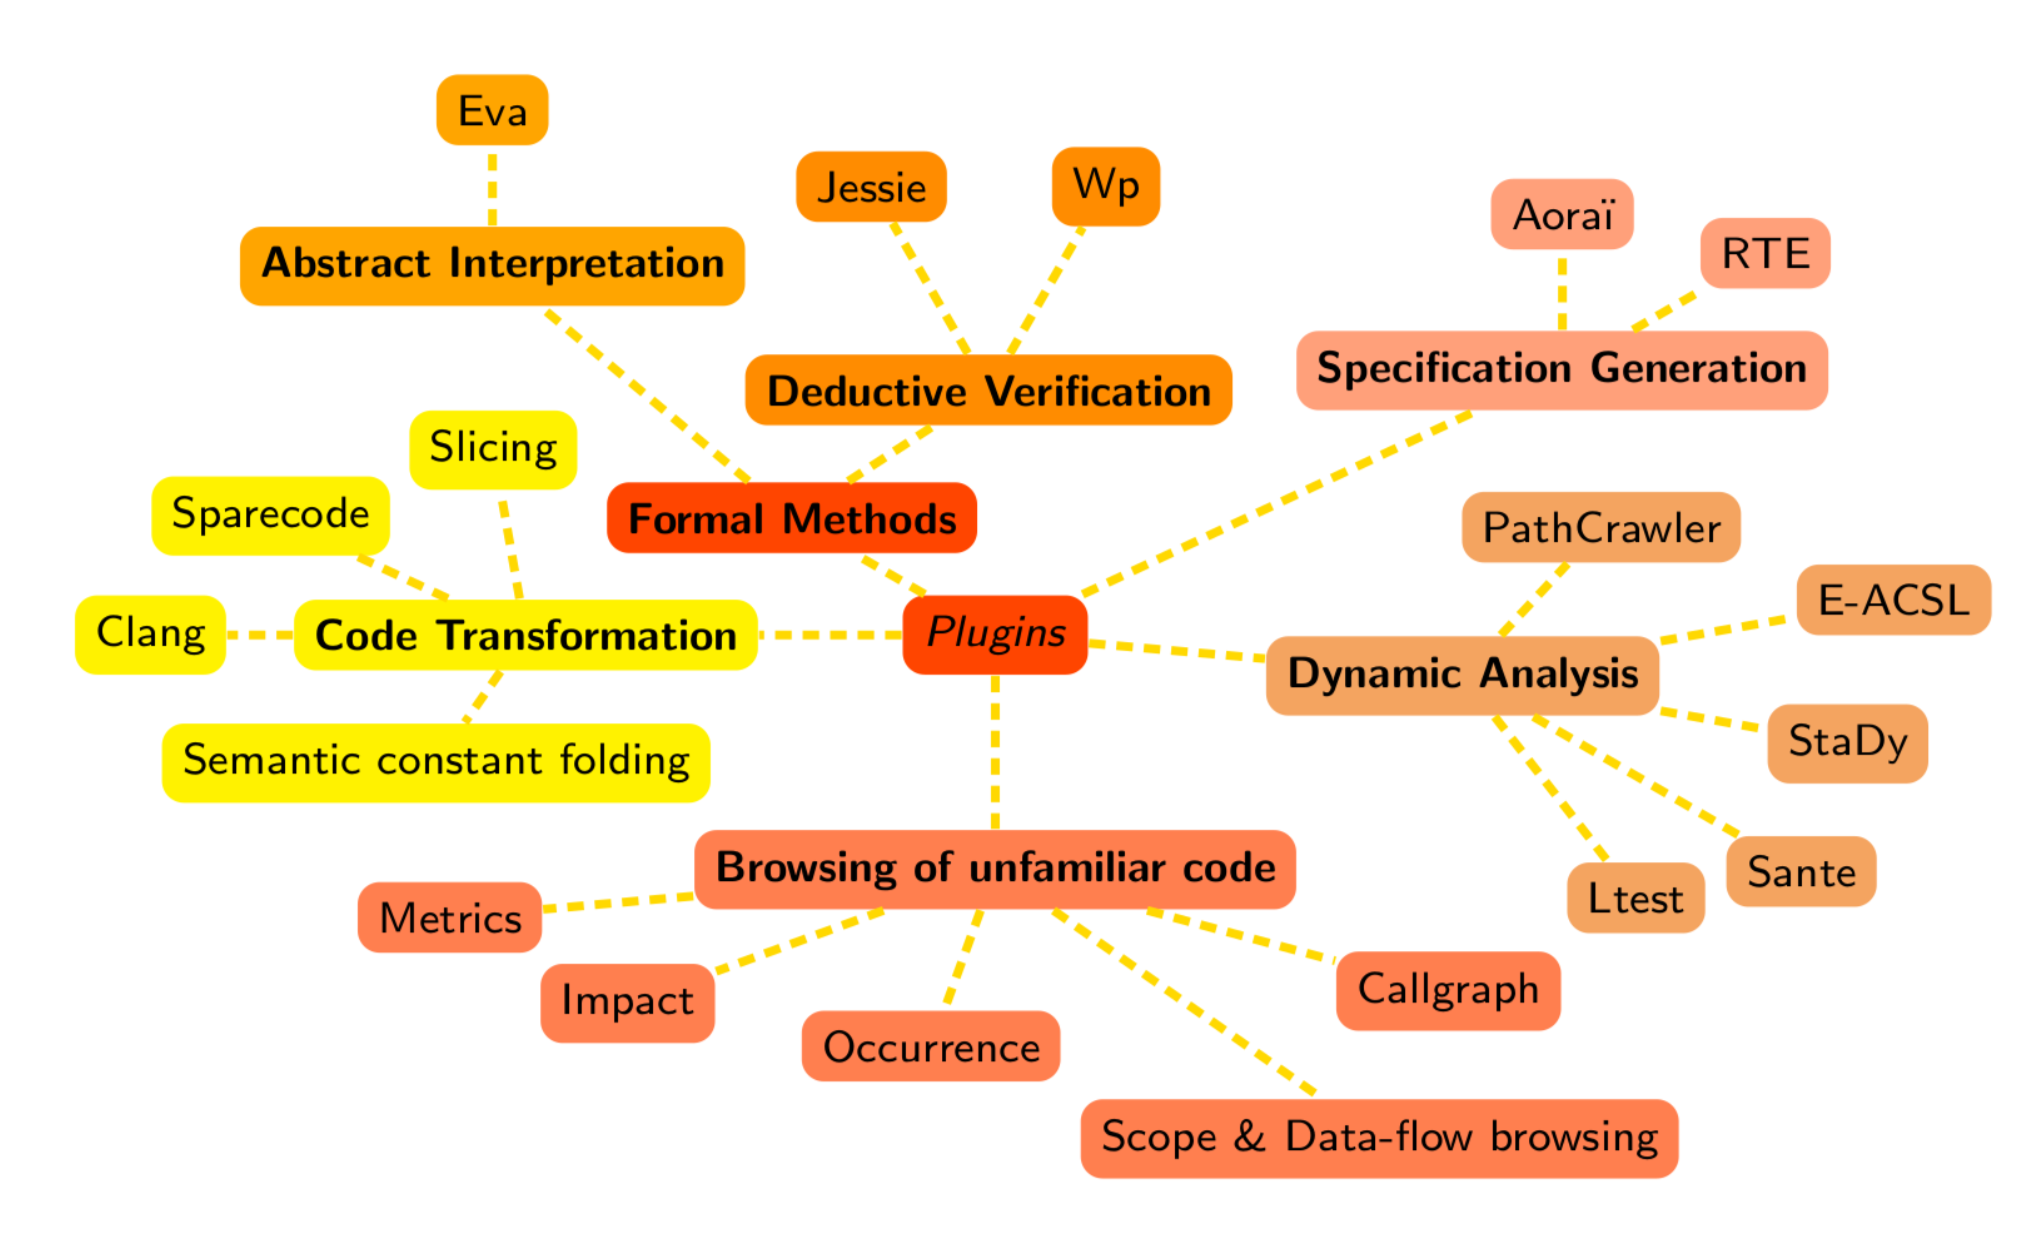 Eva
Jessie
Wp
Aoraï
RTE
Abstract Interpretation
Deductive Verification
Specification Generation
Slicing
Sparecode
Formal Methods
PathCrawler
E-ACSL
Clang
Code Transformation
Plugins
Dynamic Analysis
StaDy
Semantic constant folding
Browsing of unfamiliar code
Sante
Ltest
Metrics
Impact
Callgraph
Occurrence
Scope & Data-flow browsing